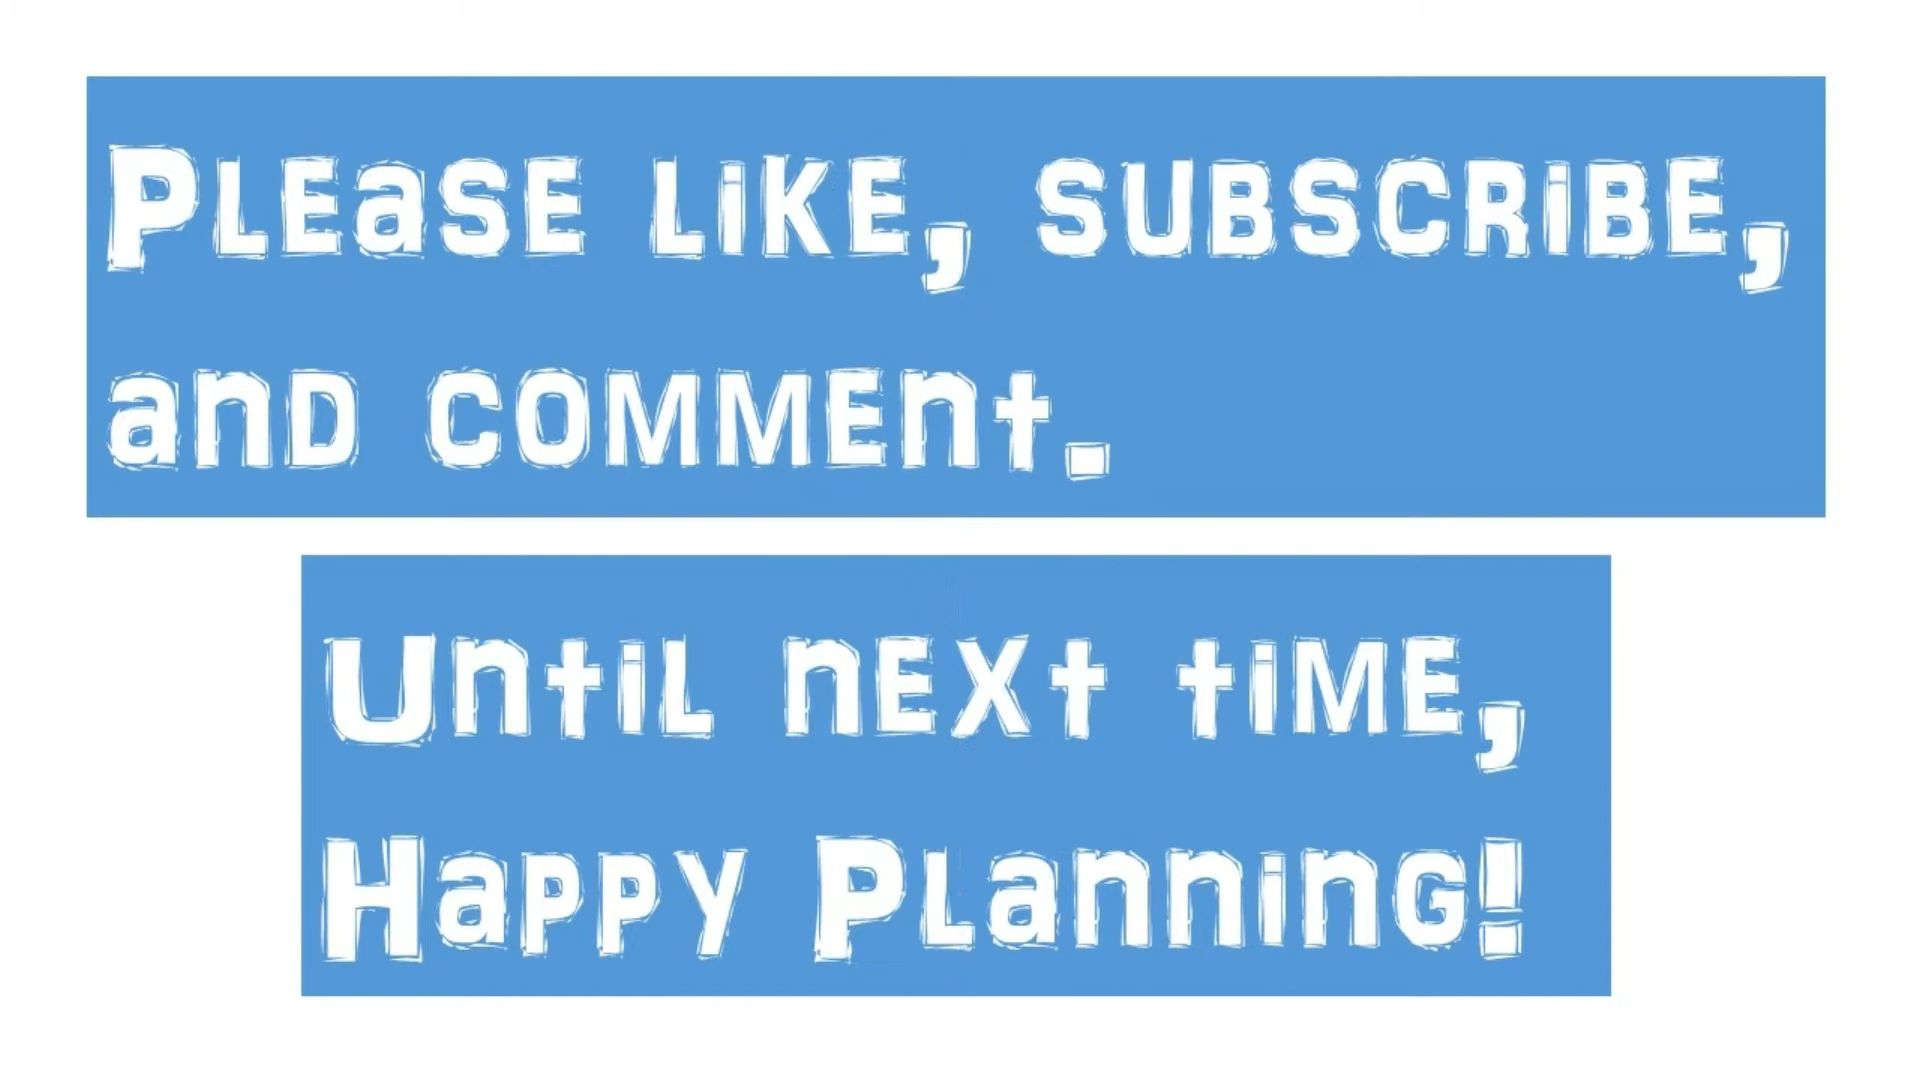 Please like, subscribe,
and comment.
Until next time,
Happy Planning!